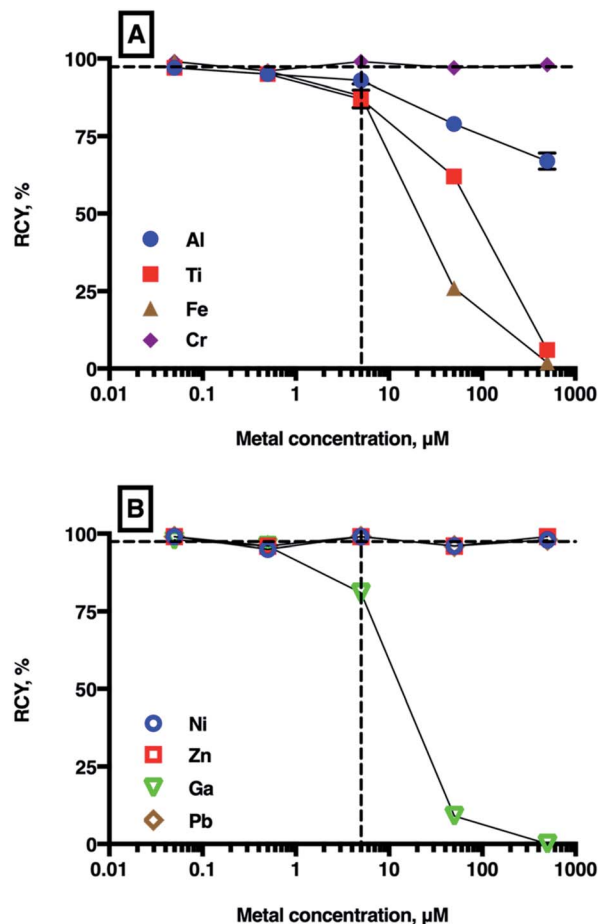 A
100
75
50
25
0
RCY, %
Al
Ti
Fe
Cr
0.01 0.1 1 10 100 1000
Metal concentration, µM
B
100
75
50
25
0
RCY, %
Ni
Zn
Ga
Pb
0.01 0.1 1 10 100 1000
Metal concentration, µM